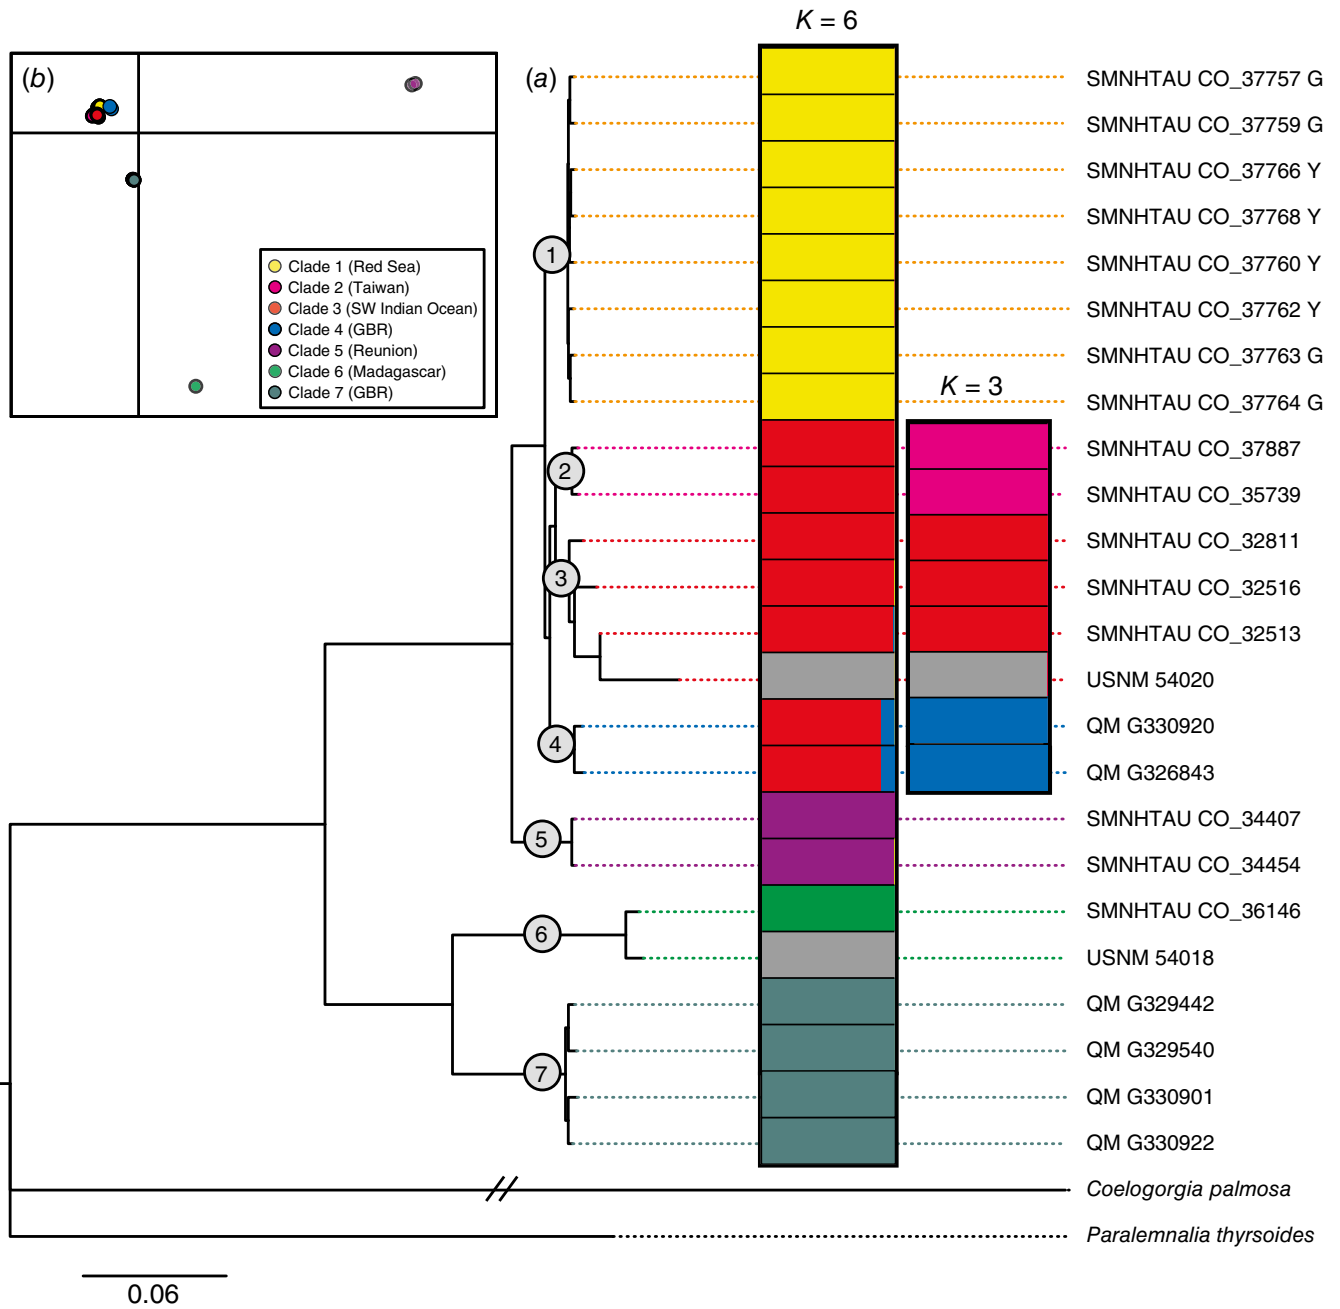 K = 6
(b)
(a)
Clade 1 (Red Sea)
Clade 2 (Taiwan)
Clade 3 (SW Indian Ocean)
Clade 4 (GBR)
Clade 5 (Reunion)
Clade 6 (Madagascar)
Clade 7 (GBR)
K = 3
1
2
3
4
5
6
7
SMNHTAU CO_37757 G
SMNHTAU CO_37759 G
SMNHTAU CO_37766 Y
SMNHTAU CO_37768 Y
SMNHTAU CO_37760 Y
SMNHTAU CO_37762 Y
SMNHTAU CO_37763 G
SMNHTAU CO_37764 G
SMNHTAU CO_37887
SMNHTAU CO_35739
SMNHTAU CO_32811
SMNHTAU CO_32516
SMNHTAU CO_32513
USNM 54020
QM G330920
QM G326843
SMNHTAU CO_34407
SMNHTAU CO_34454
SMNHTAU CO_36146
USNM 54018
QM G329442
QM G329540
QM G330901
QM G330922
Coelogorgia palmosa
Paralemnalia thyrsoides
0.06